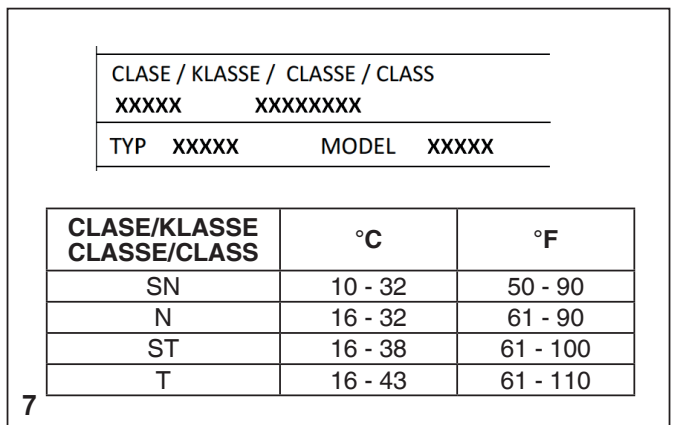 CLASE / KLASSE / CLASSE / CLASS
XXXXX XXXXXXXX
TYP XXXXX MODEL XXXXX
CLASE/KLASSE
CLASSE/CLASS °C °F
SN 10 - 32 50 - 90
N 16 - 32 61 - 90
ST 16 - 38 61 - 100
T 16 - 43 61 - 110
7